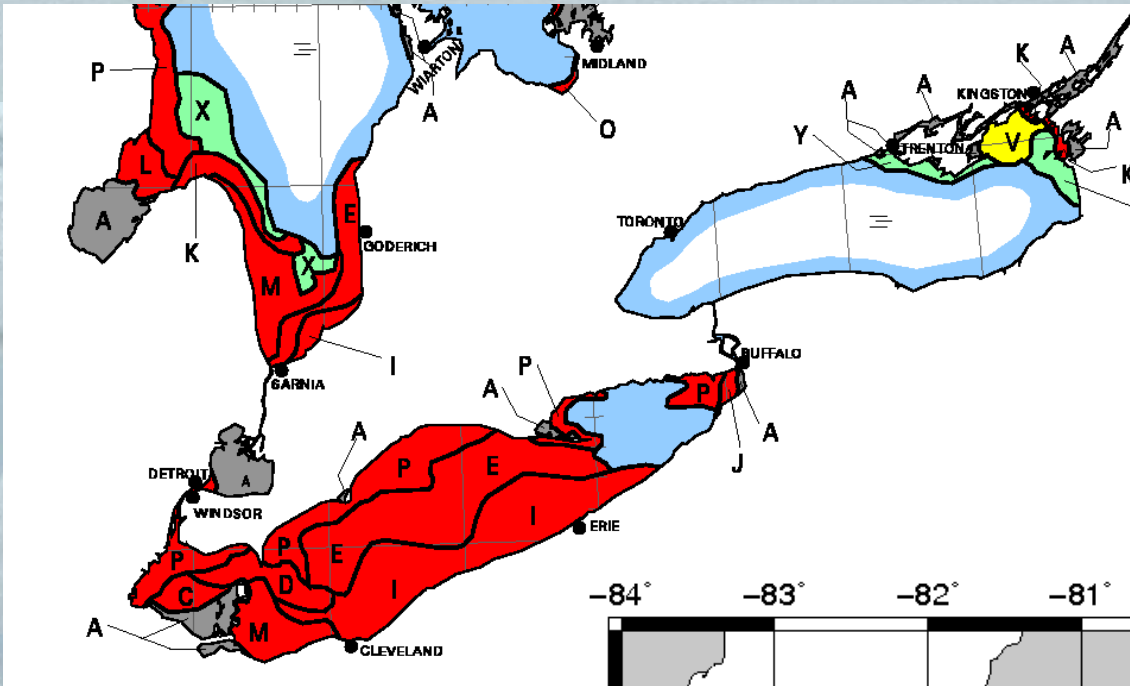 MIDLAND
WIARTON
P
K
A
A
KINGSTON
A
A
X
A
O
Y
TRENTON
V
A
L
K
A
E
TORONTO
K
GODERICH
X
M
BUFFALO
I
P
SARNIA
A
P
A
A
J
P
E
DETROIT
A
WINDSOR
I
ERIE
P
P
E
D
C
I
-84° -83° -82° -81°
A
M
CLEVELAND